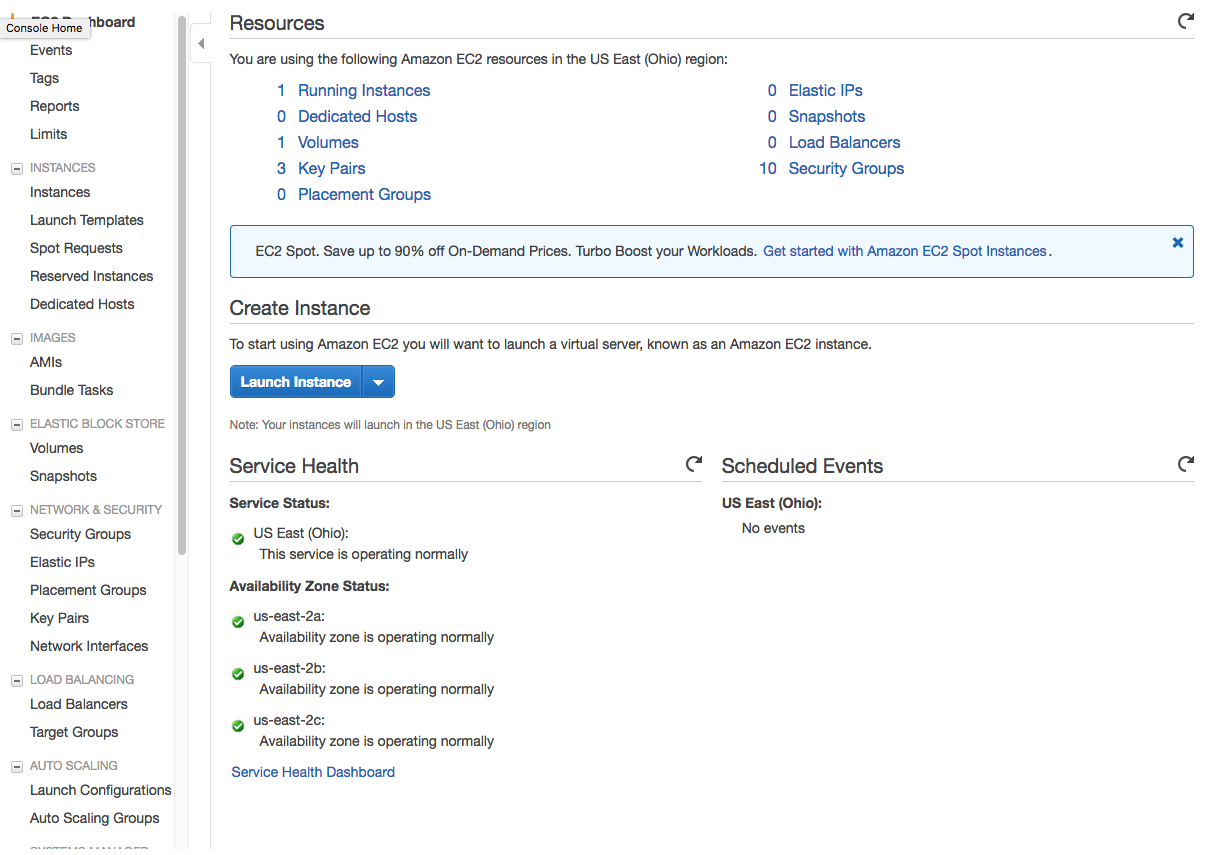 EC2 Dashboard
Console Home
Events
Tags
Reports
Limits
INSTANCES
Instances
Launch Templates
Spot Requests
Reserved Instances
Dedicated Hosts
IMAGES
AMIs
Bundle Tasks
ELASTIC BLOCK STORE
Volumes
Snapshots
NETWORK & SECURITY
Security Groups
Elastic IPs
Placement Groups
Key Pairs
Network Interfaces
LOAD BALANCING
Load Balancers
Target Groups
AUTO SCALING
Launch Configurations
Auto Scaling Groups
SYSTEMS MANAGER
Resources
You are using the following Amazon EC2 resources in the US East (Ohio) region:
1 Running Instances
0 Dedicated Hosts
1 Volumes
3 Key Pairs
0 Placement Groups
0 Elastic IPs
0 Snapshots
0 Load Balancers
10 Security Groups
EC2 Spot. Save up to 90% off On-Demand Prices. Turbo Boost your Workloads. Get started with Amazon EC2 Spot Instances.
Create Instance
To start using Amazon EC2 you will want to launch a virtual server, known as an Amazon EC2 instance.
Launch Instance
Note: Your instances will launch in the US East (Ohio) region
Service Health
Service Status:
US East (Ohio):
This service is operating normally
Availability Zone Status:
us-east-2a:
Availability zone is operating normally
us-east-2b:
Availability zone is operating normally
us-east-2c:
Availability zone is operating normally
Service Health Dashboard
Scheduled Events
US East (Ohio):
No events